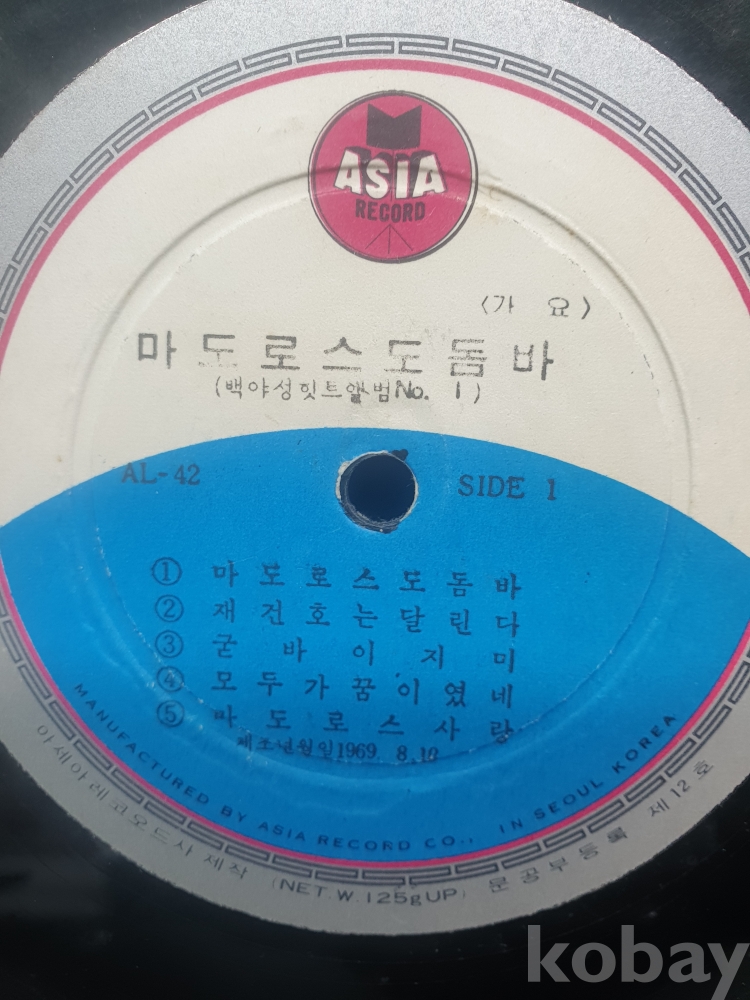 ASIA
RECORD
〈가 요〉
마도로스도돔바
(백야성힛트앨범No. 1)
AL-42
SIDE 1
① 마도로스도돔바
② 재건호는달린다
③ 굳바이지미
④ 모두가꿈이였네
⑤ 마도로스사랑
제조년월일1969. 8. 10
MANUFACTURED BY ASIA RECORD CO., IN SEOUL KOREA
아세아레코오드사 제작 (NET.W.125gUP) 문공부등록 제12호
kobay